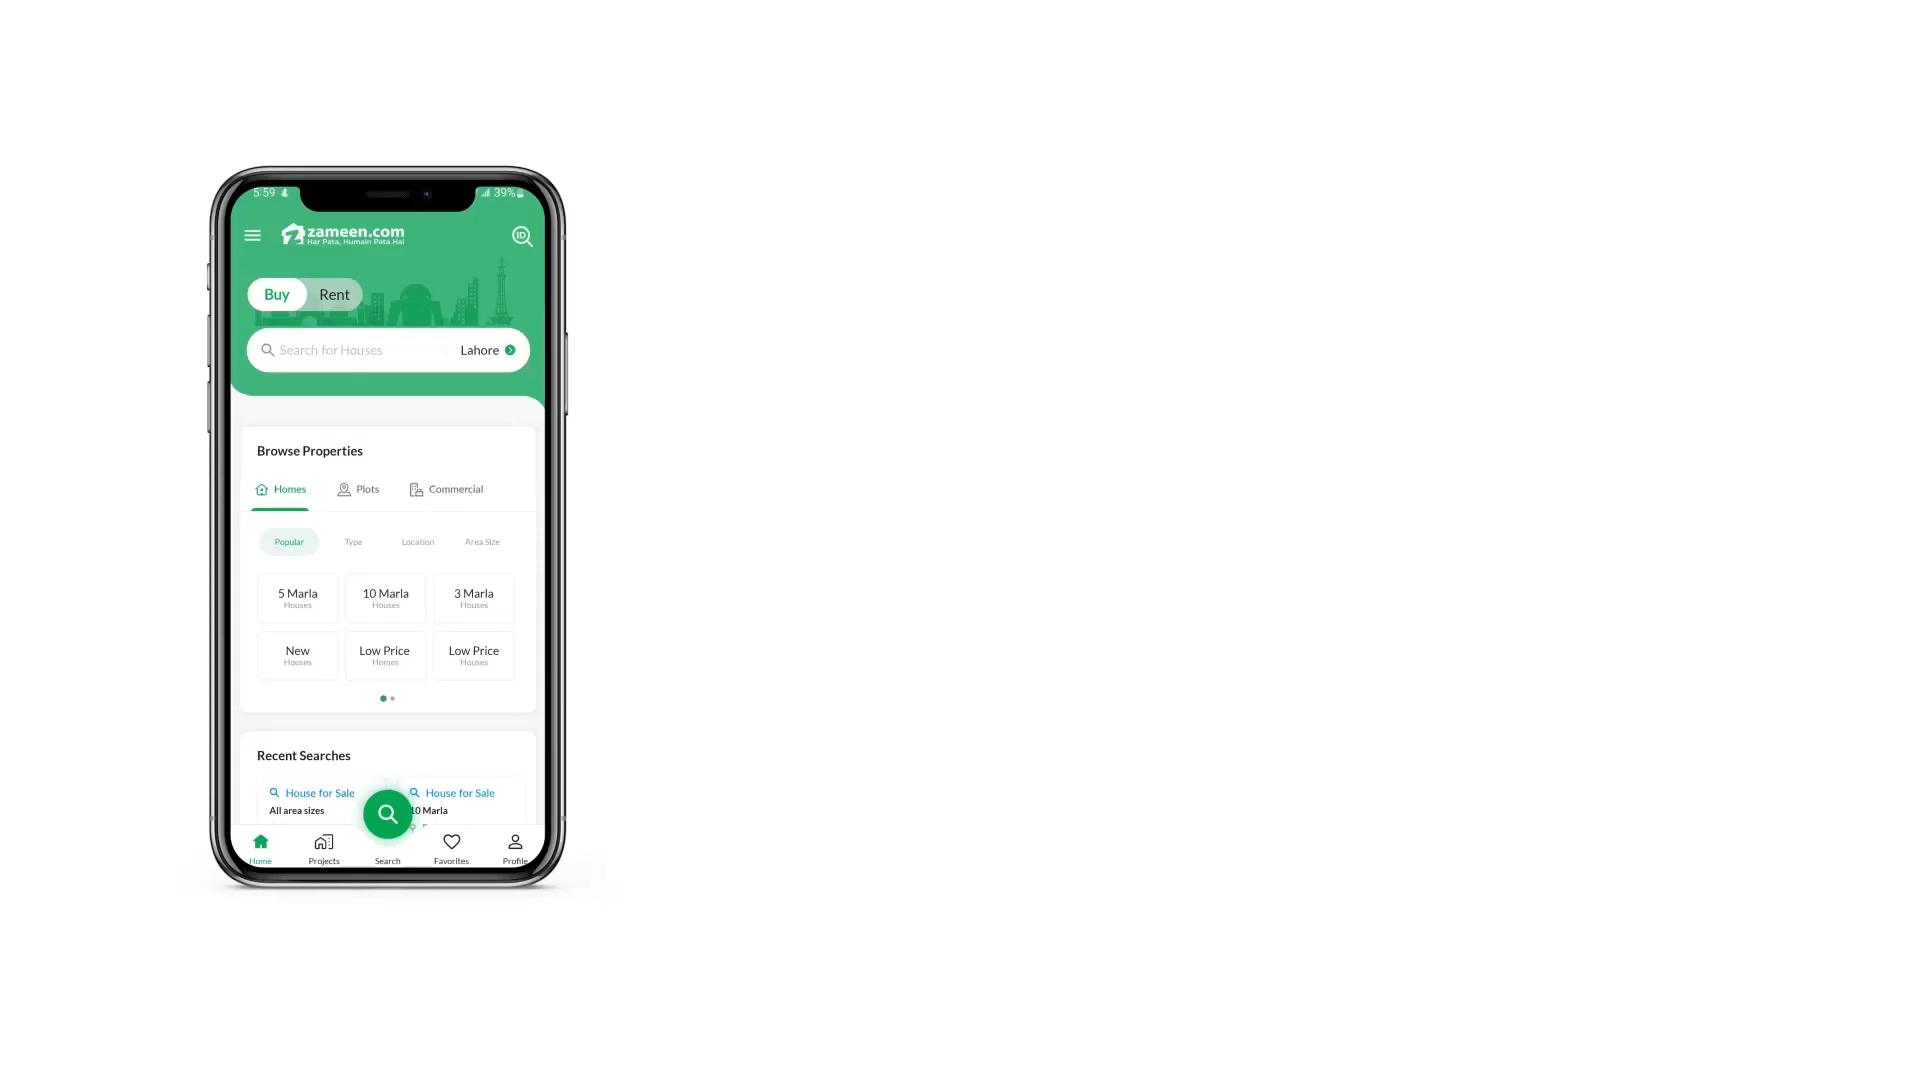 5:59
39%
zameen.com
Har Pata, Humain Pata Hai
ID
Buy
Rent
Search for Houses
Lahore
Browse Properties
Homes
Plots
Commercial
Popular
Type
Location
Area Size
5 Marla
Houses
10 Marla
Houses
3 Marla
Houses
New
Houses
Low Price
Homes
Low Price
Houses
Recent Searches
House for Sale
All area sizes
House for Sale
10 Marla
Home
Projects
Search
Favorites
Profile